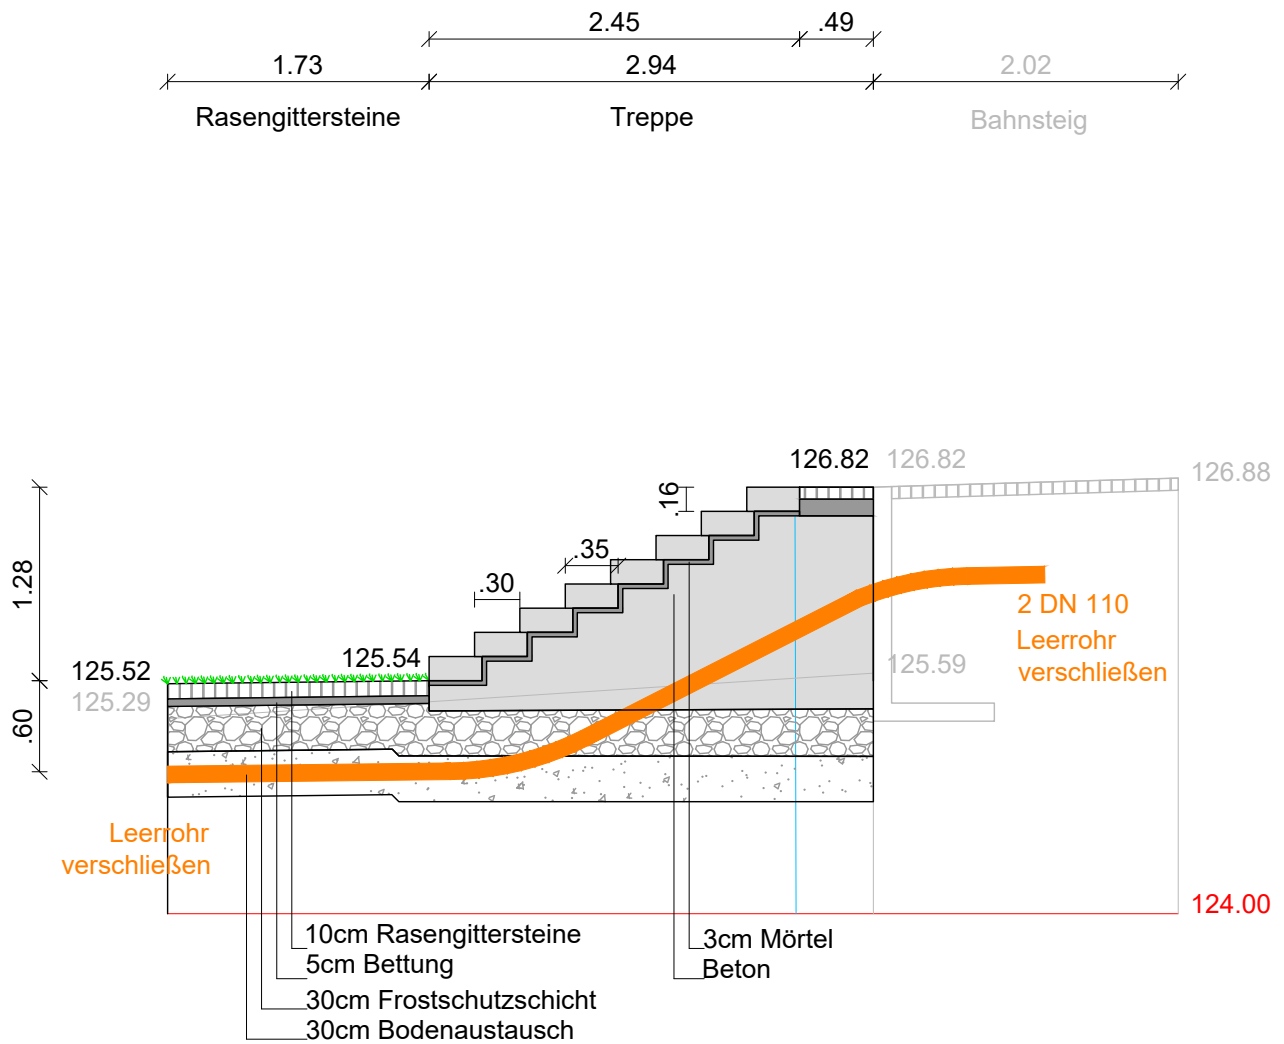 2.45
.49
1.73
2.94
2.02
Rasengittersteine
Treppe
Bahnsteig
126.82
126.82
126.88
.16
.35
.30
1.28
125.52
125.54
125.29
125.59
.60
2 DN 110
Leerrohr
verschließen
Leerrohr
verschließen
124.00
10cm Rasengittersteine
5cm Bettung
30cm Frostschutzschicht
30cm Bodenaustausch
3cm Mörtel
Beton